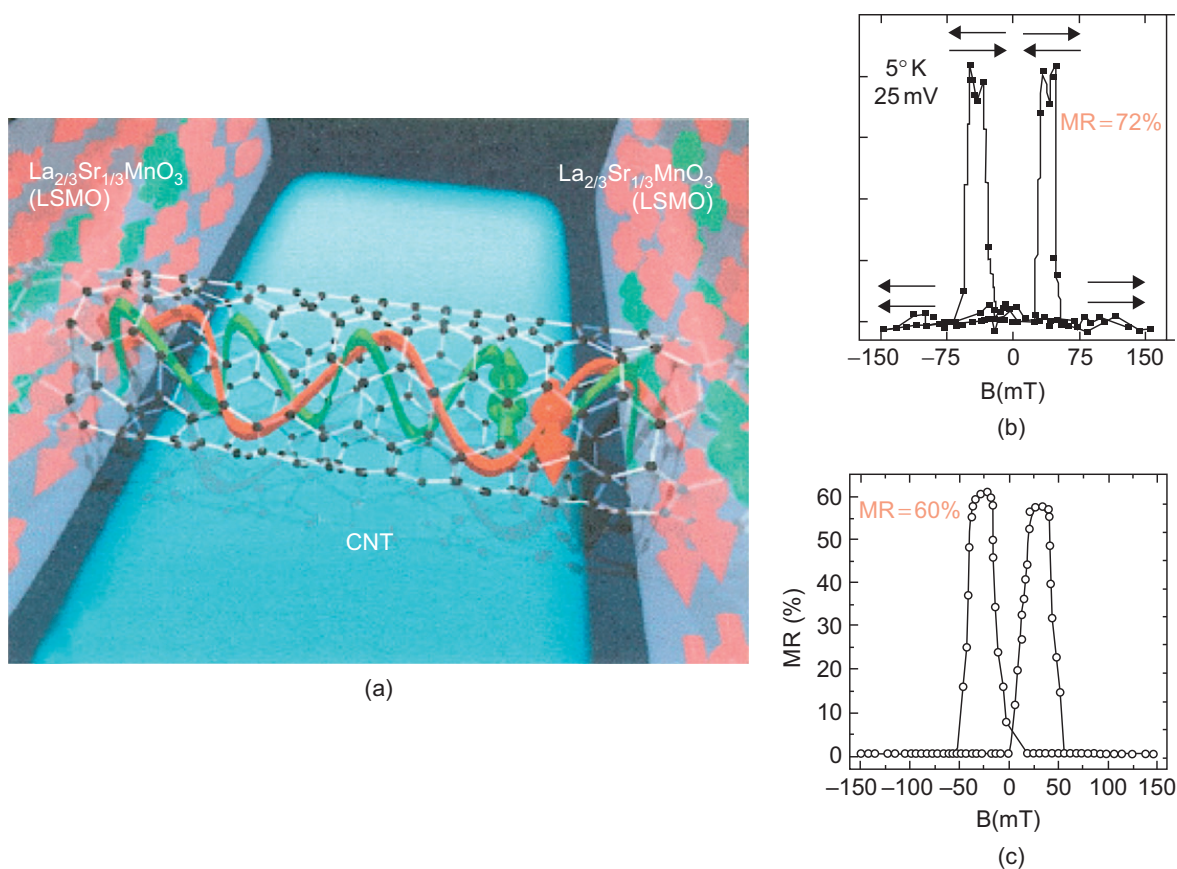 La2/3Sr1/3MnO3
(LSMO)
La2/3Sr1/3MnO3
(LSMO)
CNT
(a)
5° K
25 mV
MR = 72%
−150 −75 0 75 150
B(mT)
(b)
MR = 60%
MR (%)
60
50
40
30
20
10
0
−150 −100 −50 0 50 100 150
B(mT)
(c)